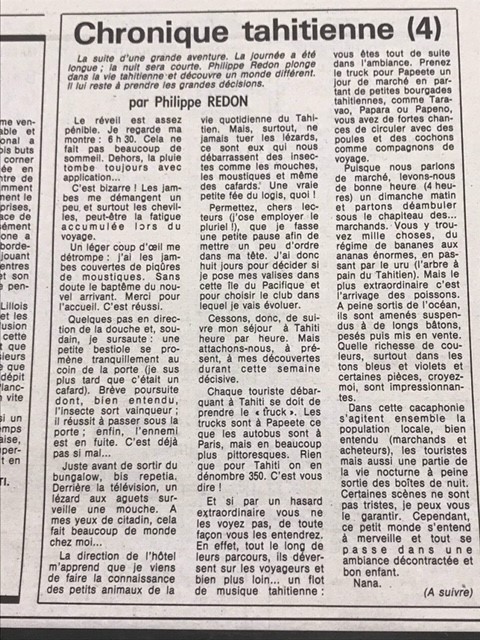 Chronique tahitienne (4)
La suite d'une grande aventure. La journée a été
longue ; la nuit sera courte. Philippe Redon plonge
dans la vie tahitienne et découvre un monde différent.
Il lui reste à prendre les grandes décisions.
par Philippe REDON
Le réveil est assez
pénible. Je regarde ma
montre : 6 h 30. Cela ne
fait pas beaucoup de
sommeil. Dehors, la pluie
tombe toujours avec
application...
C'est bizarre ! Les jam-
bes me démangent un
peu, et surtout les chevil-
les, peut-être la fatigue
accumulée lors du
voyage.
Un léger coup d'œil me
détrompe : j'ai les jam-
bes couvertes de piqûres
de moustiques. Sans
doute le baptême du nou-
vel arrivant. Merci pour
l'accueil. C'est réussi.
Quelques pas en direc-
tion de la douche et, sou-
dain, je sursaute : une
petite bestiole se pro-
mène tranquillement au
coin de la porte (je sus
plus tard que c'était un
cafard). Brève poursuite
dont, bien entendu,
l'insecte sort vainqueur ;
il réussit à passer sous la
porte ; enfin, l'ennemi
est en fuite. C'est déjà
pas si mal...
Juste avant de sortir du
bungalow, bis repetia.
Derrière la télévision, un
lézard aux aguets sur-
veille une mouche. A
mes yeux de citadin, cela
fait beaucoup de monde
chez moi...
La direction de l'hôtel
m'apprend que je viens
de faire la connaissance
des petits animaux de la
vie quotidienne du Tahi-
tien. Mais, surtout, ne
jamais tuer les lézards,
ce sont eux qui nous
débarrassent des insec-
tes comme les mouches,
les moustiques et même
des cafards. Une vraie
petite fée du logis, quoi !
Permettez, chers lec-
teurs (j'ose employer le
pluriel !), que je fasse
une petite pause afin de
mettre un peu d'ordre
dans ma tête. J'ai donc
huit jours pour décider si
je pose mes valises dans
cette île du Pacifique et
pour choisir le club dans
lequel je vais évoluer.
Cessons, donc, de sui-
vre mon séjour à Tahiti
heure par heure. Mais
attachons-nous, à pré-
sent, à mes découvertes
durant cette semaine
décisive.
Chaque touriste débar-
quant à Tahiti se doit de
prendre le « truck ». Les
trucks sont à Papeete ce
que les autobus sont à
Paris, mais en beaucoup
plus pittoresques. Rien
que pour Tahiti on en
dénombre 350. C'est vous
dire !
Et si par un hasard
extraordinaire vous ne
les voyez pas, de toute
façon vous les entendrez.
En effet, tout le long de
leurs parcours, ils déver-
sent sur les voyageurs et
bien plus loin... un flot
de musique tahitienne :
vous êtes tout de suite
dans l'ambiance. Prenez
le truck pour Papeete un
jour de marché en par-
tant de petites bourgades
tahitiennes, comme Tara-
vao, Papara ou Papeno,
vous avez de fortes chan-
ces de circuler avec des
poules et des cochons
comme compagnons de
voyage.
Puisque nous parlons
de marché, levons-nous
de bonne heure (4 heu-
res) un dimanche matin
et partons déambuler
sous le chapiteau des...
marchands. Vous y trou-
vez mille choses, du
régime de bananes aux
ananas énormes, en pas-
sant par le uru (l'arbre à
pain du Tahitien). Mais le
plus extraordinaire c'est
l'arrivage des poissons.
A peine sortis de l'océan,
ils sont amenés suspen-
dus à de longs bâtons,
pesés puis mis en vente.
Quelle richesse de cou-
leurs, surtout dans les
tons bleus et violets et
certaines pièces, croyez-
moi, sont impressionnan-
tes.
Dans cette cacaphonie
s'agitent ensemble la
population locale, bien
entendu (marchands et
acheteurs), les touristes
mais aussi une partie de
la vie nocturne à peine
sortie des boîtes de nuit.
Certaines scènes ne sont
pas tristes, je peux vous
le garantir. Cependant,
ce petit monde s'entend
à merveille et tout se
passe dans une
ambiance décontractée et
bon enfant.
Nana.
(A suivre)